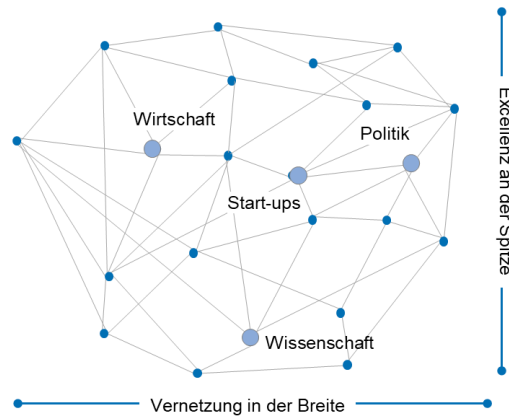 Wirtschaft
Politik
Start-ups
Wissenschaft
Exzellenz an der Spitze
Vernetzung in der Breite